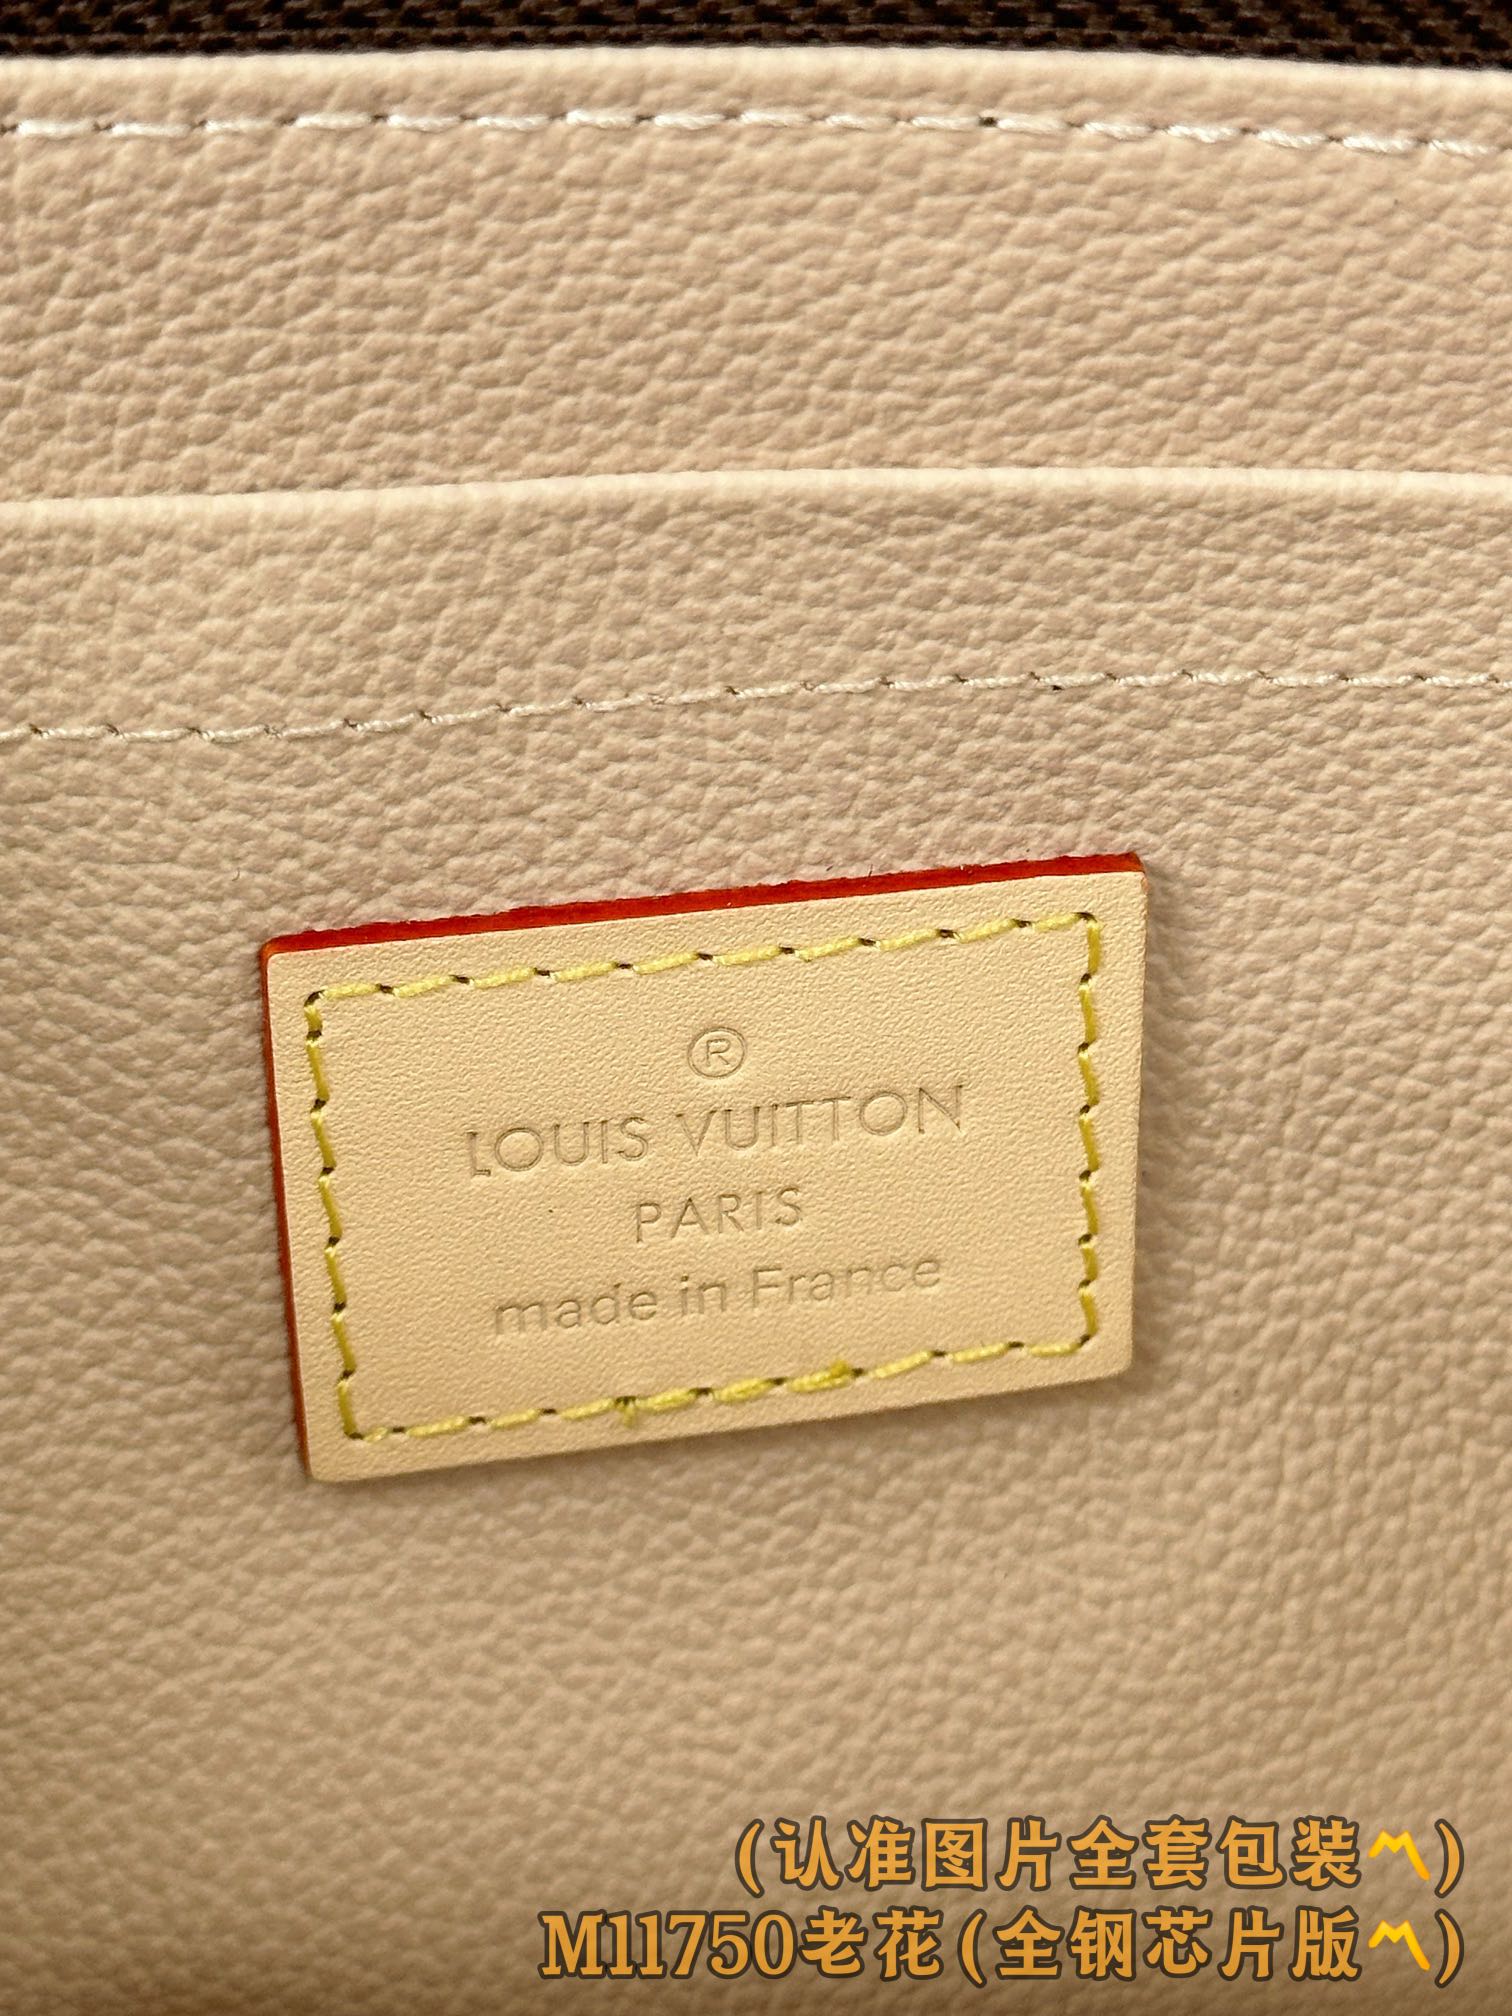 ®
LOUIS VUITTON
PARIS
made in France
(认准图片全套包装〽)
M11750老花(全钢芯片版〽)